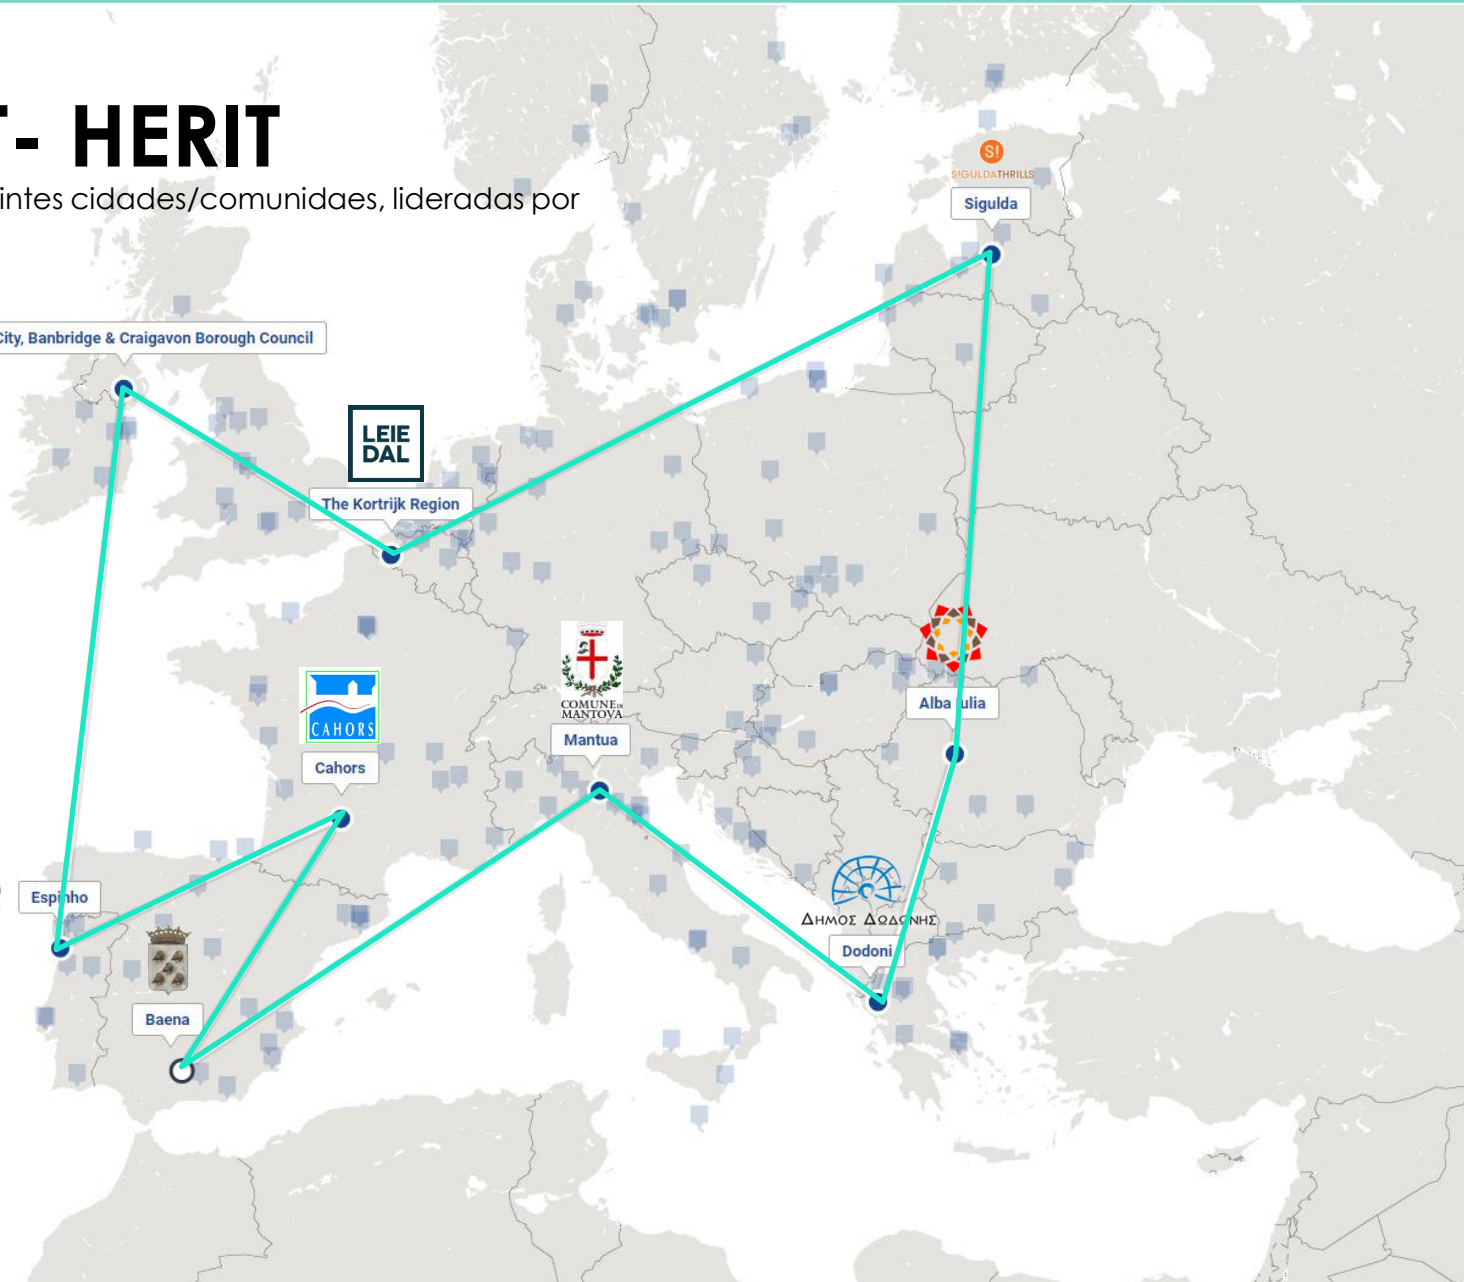 - HERIT
intes cidades/comunidaes, lideradas por
S!
SIGULDATHRILLS
Sigulda
City, Banbridge & Craigavon Borough Council
LEIE
DAL
The Kortrijk Region
COMUNE DI
MANTOVA
Mantua
CAHORS
Cahors
Alba Iulia
Espinho
ΔΗΜΟΣ ΔΩΔΩΝΗΣ
Dodoni
Baena